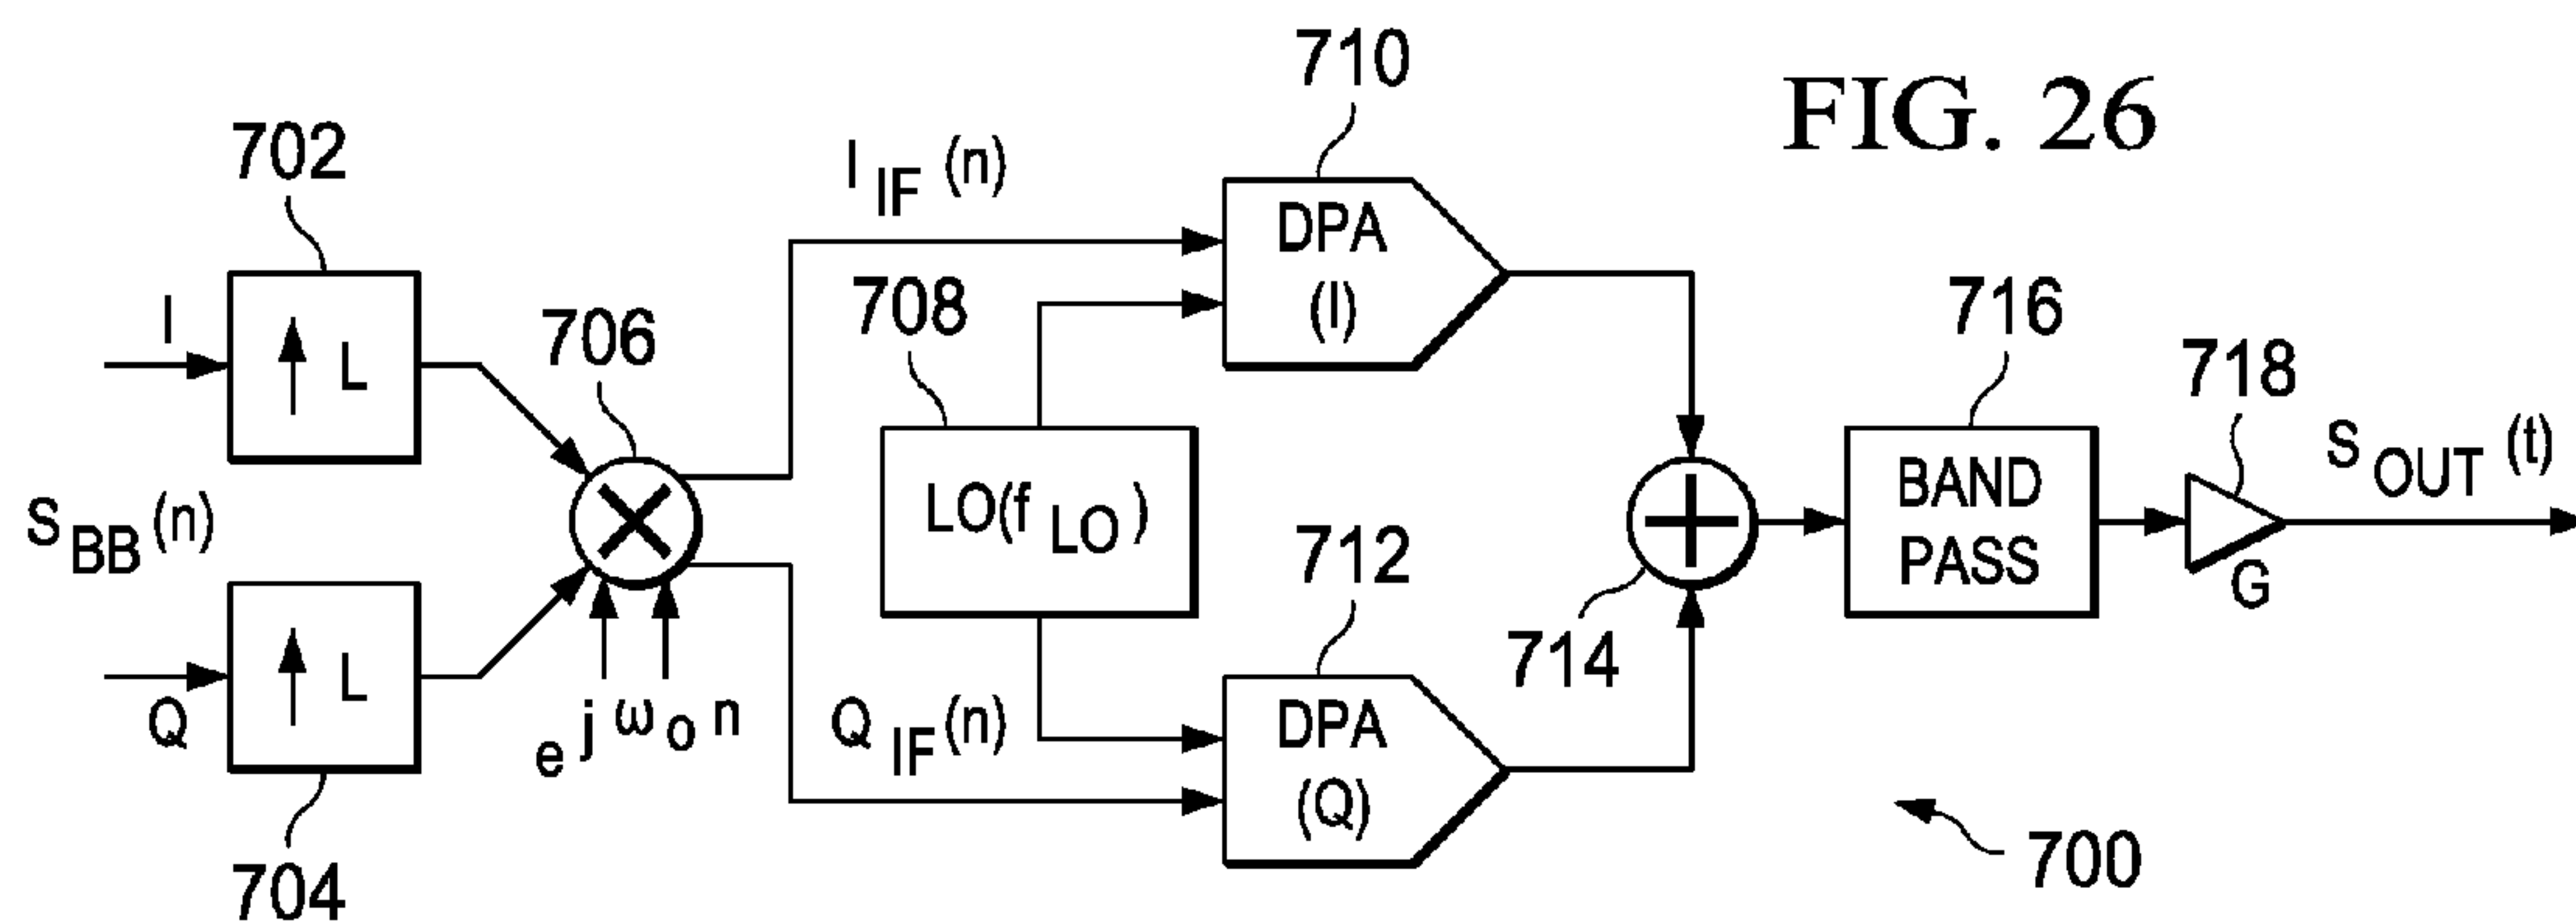 FIG. 26
710
702
I IF (n)
DPA
(I)
708
716
I
L
706
718
S OUT (t)
LO(f LO )
BAND
PASS
S BB (n)
712
G
L
714
Q
e j ω o n
Q IF (n)
DPA
(Q)
704
700